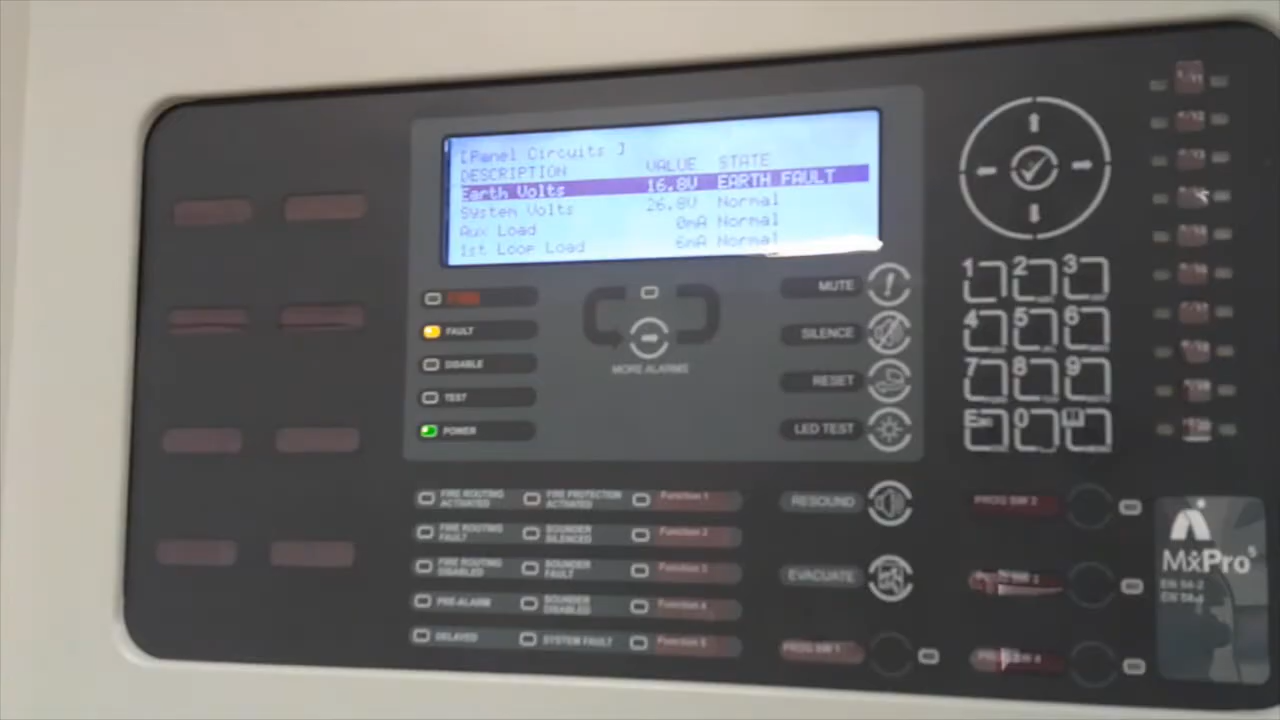 [Panel Circuits ]
DESCRIPTION VALUE STATE
Earth Volts 16.8V EARTH FAULT
System Volts 26.8V Normal
Aux Load 0mA Normal
1st Loop Load 6mA Normal
FAULT
DISABLE
TEST
POWER
MORE ALARMS
MUTE
SILENCE
RESET
LED TEST
1 2 3
4 5 6
7 8 9
0
FIRE ROUTING ACTIVATED
FIRE ROUTING FAULT
FIRE ROUTING DISABLED
PRE-ALARM
DELAYED
FIRE PROTECTION ACTIVATED
SOUNDER SILENCED
SOUNDER FAULT
SOUNDER DISABLED
SYSTEM FAULT
Function 1
Function 2
Function 3
Function 4
Function 5
RESOUND
EVACUATE
PROG SW 1
PROG SW 2
MxPro5
EN 54-2
EN 54-4